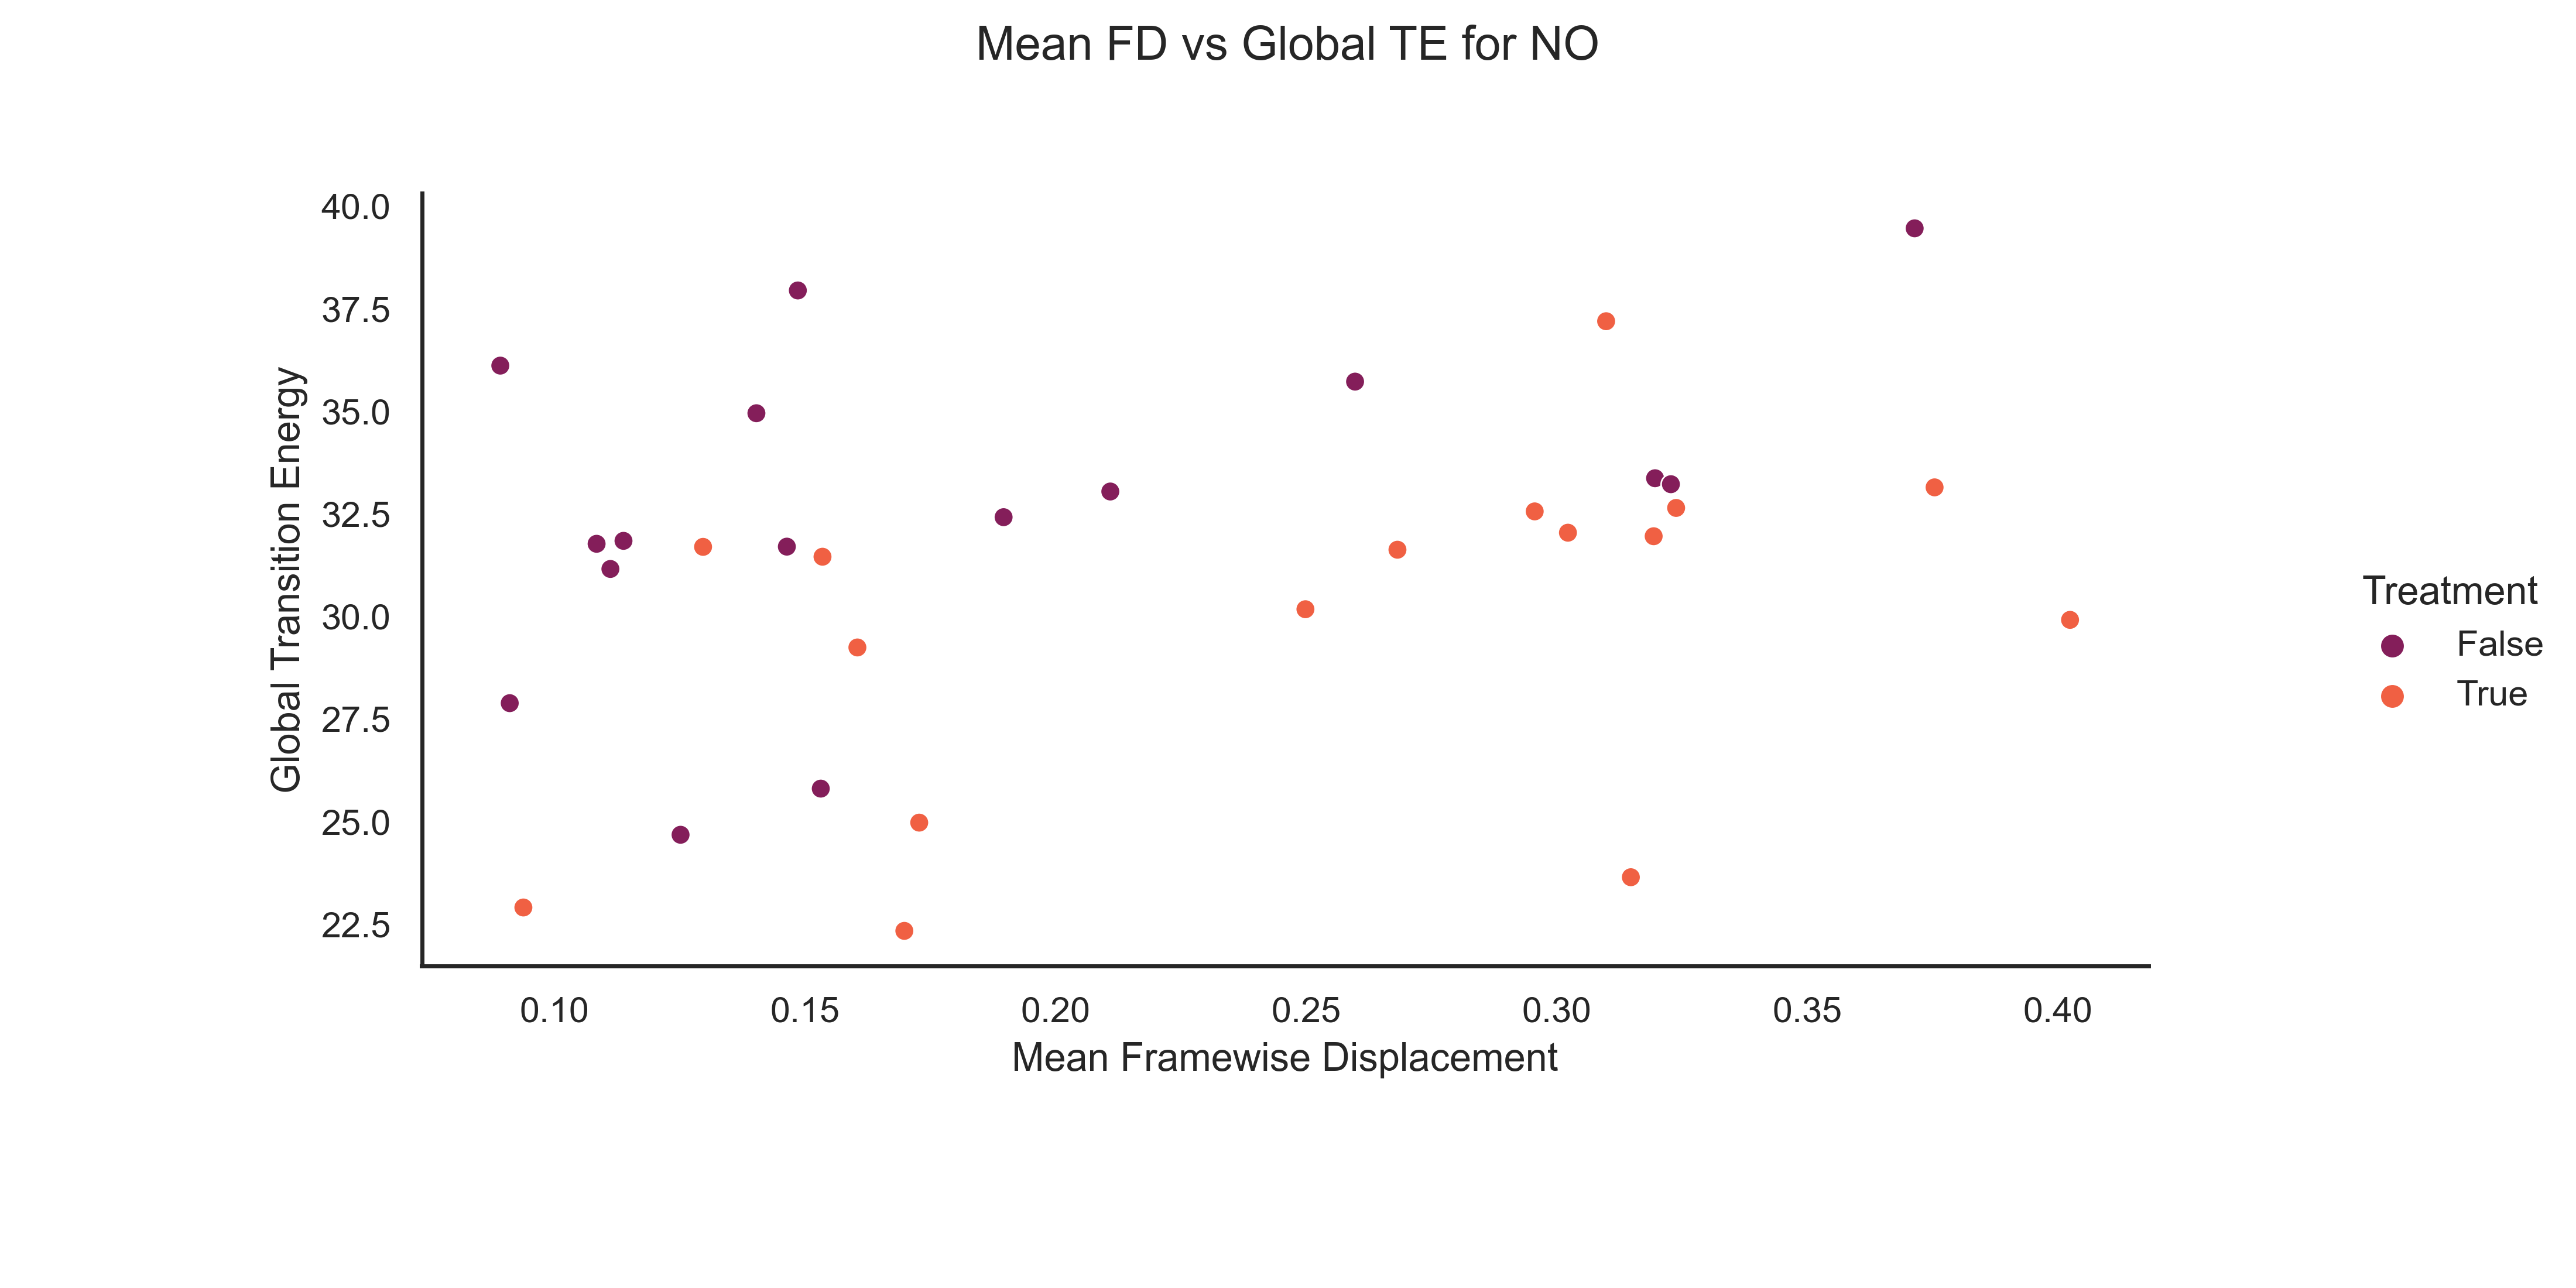 Mean FD vs Global TE for NO
40.0
37.5
35.0
32.5
30.0
27.5
25.0
22.5
Global Transition Energy
0.10 0.15 0.20 0.25 0.30 0.35 0.40
Mean Framewise Displacement
Treatment
False
True